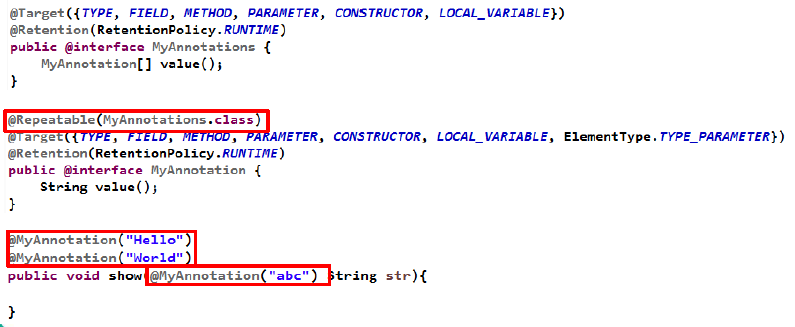 @Target({TYPE, FIELD, METHOD, PARAMETER, CONSTRUCTOR, LOCAL_VARIABLE})
@Retention(RetentionPolicy.RUNTIME)
public @interface MyAnnotations {
    MyAnnotation[] value();
}
@Repeatable(MyAnnotations.class)
@Target({TYPE, FIELD, METHOD, PARAMETER, CONSTRUCTOR, LOCAL_VARIABLE, ElementType.TYPE_PARAMETER})
@Retention(RetentionPolicy.RUNTIME)
public @interface MyAnnotation {
    String value();
}
@MyAnnotation("Hello")
@MyAnnotation("World")
public void show(@MyAnnotation("abc") String str){
}